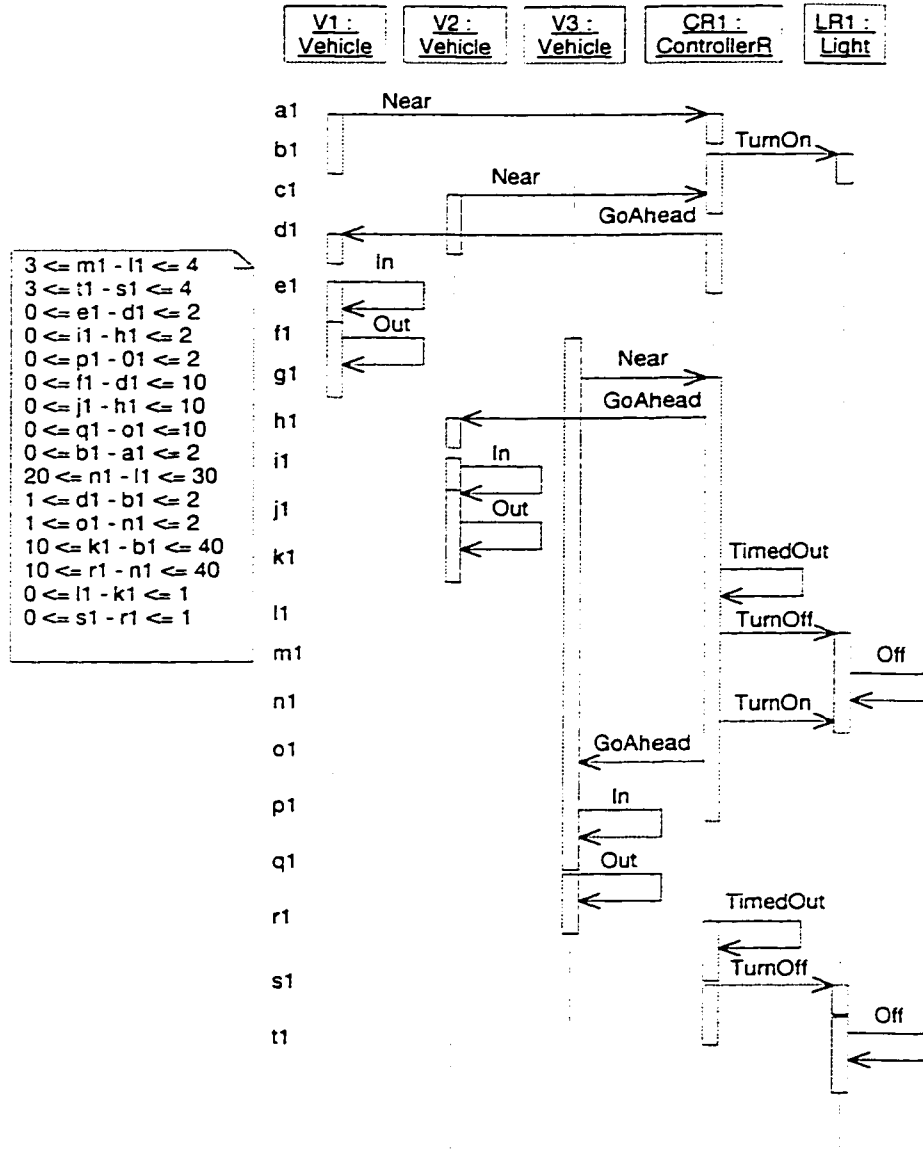 V1 :
Vehicle
V2 :
Vehicle
V3 :
Vehicle
CR1 :
ControllerR
LR1 :
Light
a1
Near
b1
TurnOn
c1
Near
d1
GoAhead
3 <= m1 - l1 <= 4
3 <= t1 - s1 <= 4
0 <= e1 - d1 <= 2
0 <= i1 - h1 <= 2
0 <= p1 - 01 <= 2
0 <= f1 - d1 <= 10
0 <= j1 - h1 <= 10
0 <= q1 - o1 <=10
0 <= b1 - a1 <= 2
20 <= n1 - l1 <= 30
1 <= d1 - b1 <= 2
1 <= o1 - n1 <= 2
10 <= k1 - b1 <= 40
10 <= r1 - n1 <= 40
0 <= l1 - k1 <= 1
0 <= s1 - r1 <= 1
In
e1
f1
Out
g1
Near
h1
GoAhead
i1
In
j1
Out
k1
TimedOut
l1
TurnOff
m1
Off
n1
TurnOn
o1
GoAhead
p1
In
q1
Out
r1
TimedOut
s1
TurnOff
t1
Off